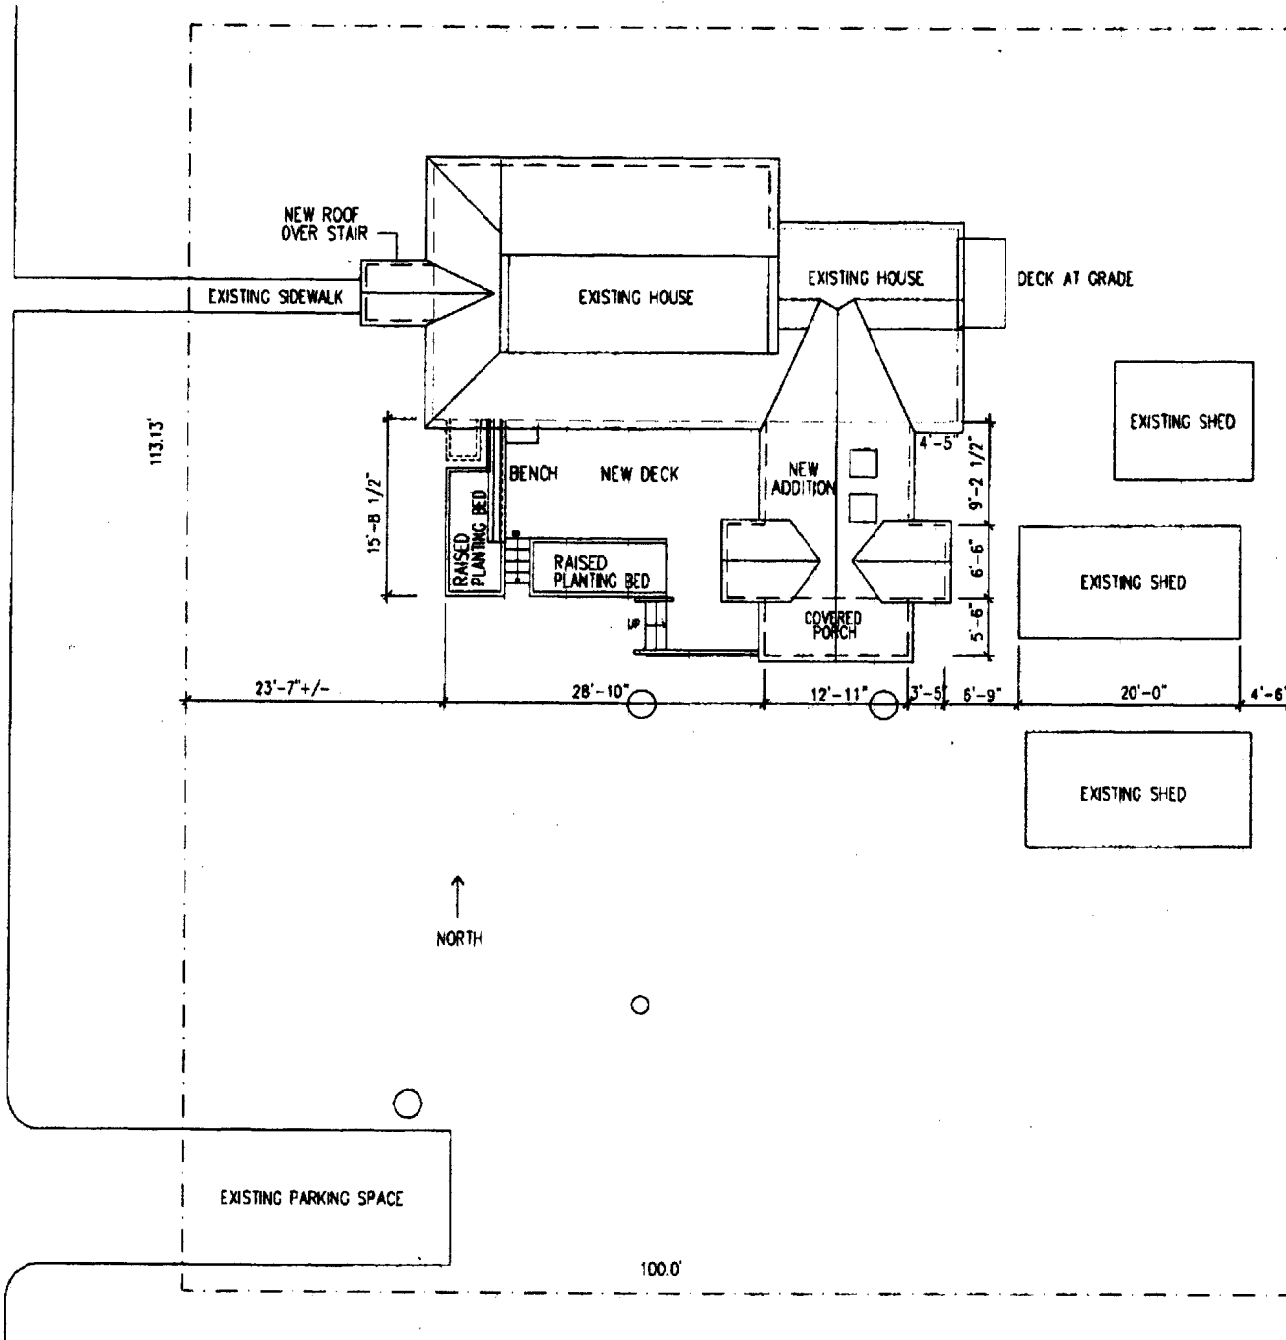 NEW ROOF
OVER STAIR
EXISTING SIDEWALK
EXISTING HOUSE
EXISTING HOUSE
DECK AT GRADE
EXISTING SHED
113.13'
15'-8 1/2"
BENCH
NEW DECK
NEW
ADDITION
4'-5"
9'-2 1/2"
RAISED
PLANTING BED
RAISED
PLANTING BED
6'-6"
EXISTING SHED
UP
COVERED
PORCH
5'-6"
23'-7"+/-
28'-10"
12'-11"
3'-5"
6'-9"
20'-0"
4'-6"
EXISTING SHED
NORTH
EXISTING PARKING SPACE
100.0'